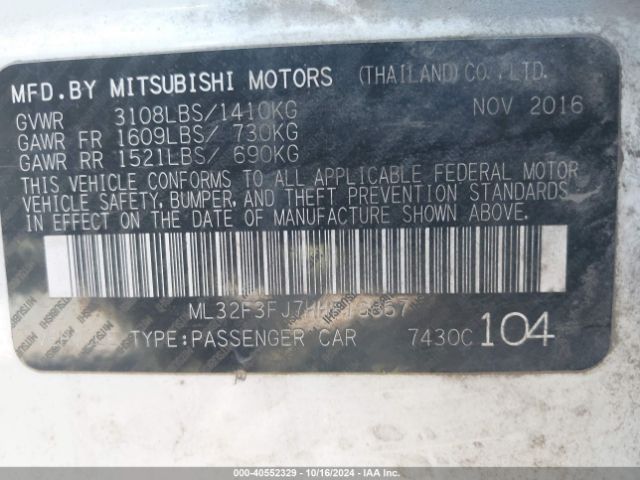 MFD.BY MITSUBISHI MOTORS (THAILAND)CO.,LTD.
GVWR 3108LBS/1410KG NOV 2016
GAWR FR 1609LBS/ 730KG
GAWR RR 1521LBS/ 690KG
THIS VEHICLE CONFORMS TO ALL APPLICABLE FEDERAL MOTOR
VEHICLE SAFETY, BUMPER, AND THEFT PREVENTION STANDARDS
IN EFFECT ON THE DATE OF MANUFACTURE SHOWN ABOVE.
TYPE:PASSENGER CAR 7430C 104
000-40552329 | 10/16/2024 | IAA Inc.